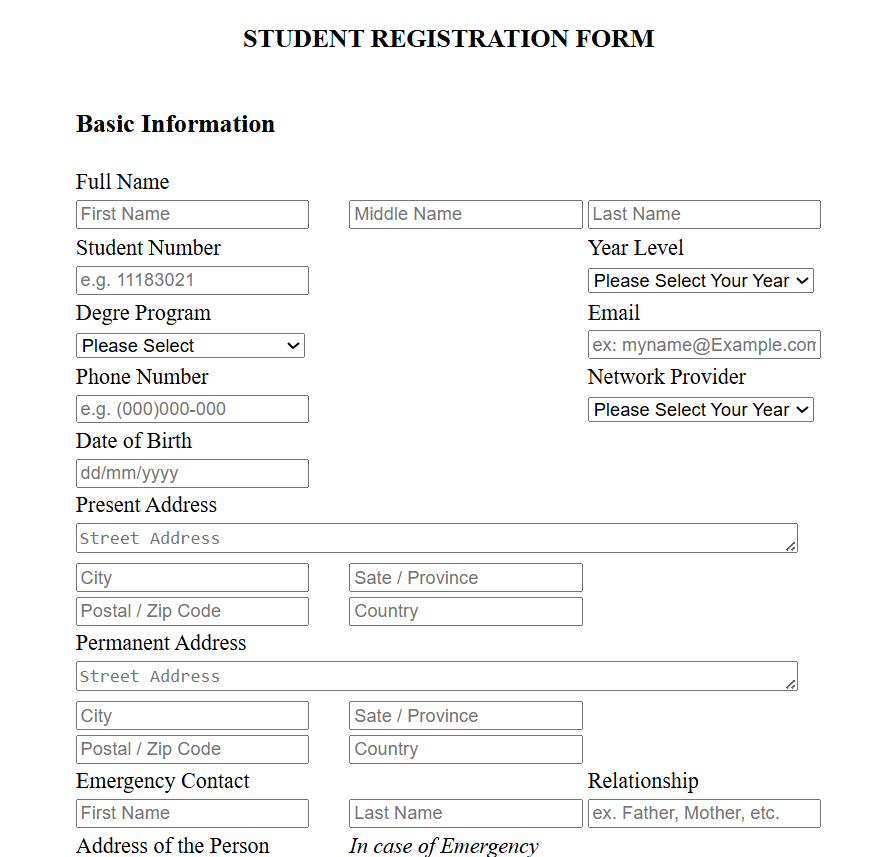 STUDENT REGISTRATION FORM
Basic Information
Full Name
First Name Middle Name Last Name
Student Number Year Level
e.g. 11183021 Please Select Your Year
Degre Program Email
Please Select ex: myname@Example.com
Phone Number Network Provider
e.g. (000)000-000 Please Select Your Year
Date of Birth
dd/mm/yyyy
Present Address
Street Address
City Sate / Province
Postal / Zip Code Country
Permanent Address
Street Address
City Sate / Province
Postal / Zip Code Country
Emergency Contact Relationship
First Name Last Name ex. Father, Mother, etc.
Address of the Person In case of Emergency